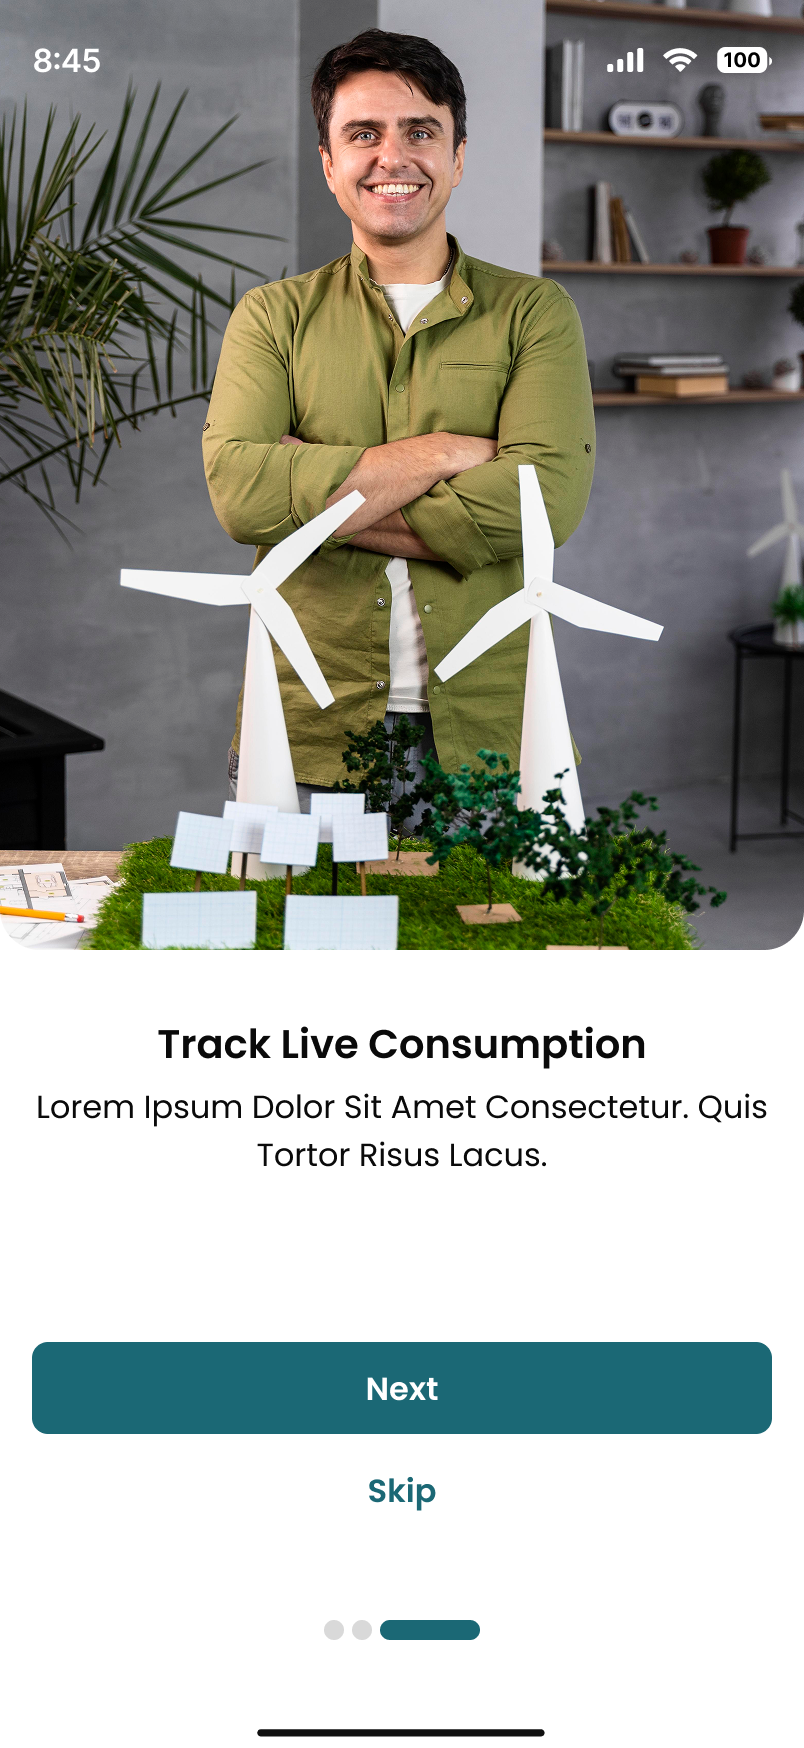 8:45
100
Track Live Consumption
Lorem Ipsum Dolor Sit Amet Consectetur. Quis
Tortor Risus Lacus.
Next
Skip